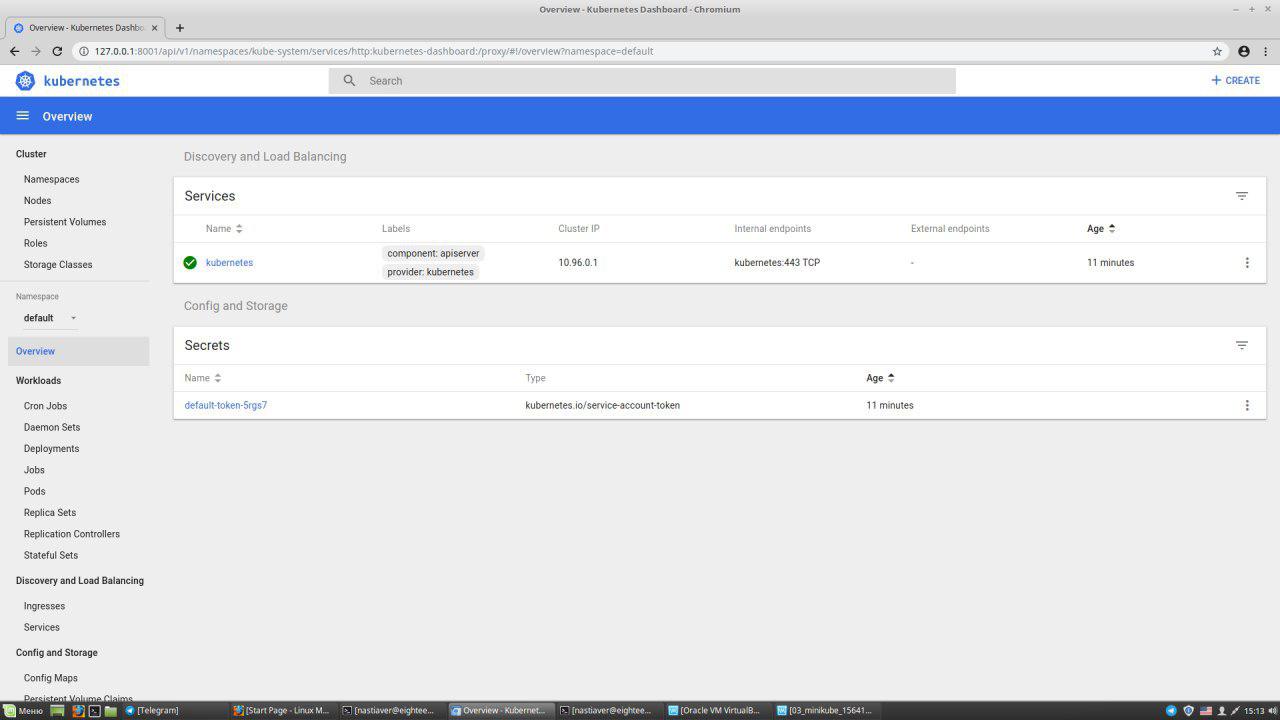 Overview - Kubernetes Dashboard - Chromium
Overview - Kubernetes Dashbo
127.0.0.1:8001/api/v1/namespaces/kube-system/services/http:kubernetes-dashboard:/proxy/#!/overview?namespace=default
kubernetes
Search
+ CREATE
Overview
Cluster
Namespaces
Nodes
Persistent Volumes
Roles
Storage Classes
Namespace
default
Overview
Workloads
Cron Jobs
Daemon Sets
Deployments
Jobs
Pods
Replica Sets
Replication Controllers
Stateful Sets
Discovery and Load Balancing
Ingresses
Services
Config and Storage
Config Maps
Persistent Volume Claims
Discovery and Load Balancing
Services
Name Labels Cluster IP Internal endpoints External endpoints Age
kubernetes component: apiserver provider: kubernetes 10.96.0.1 kubernetes:443 TCP - 11 minutes
Config and Storage
Secrets
Name Type Age
default-token-5rgs7 kubernetes.io/service-account-token 11 minutes
Меню [Telegram] [Start Page - Linux M... [nastiaver@eightee... Overview - Kubernet... [nastiaver@eightee... [Oracle VM VirtualB... [03_minikube_15641... 15:13